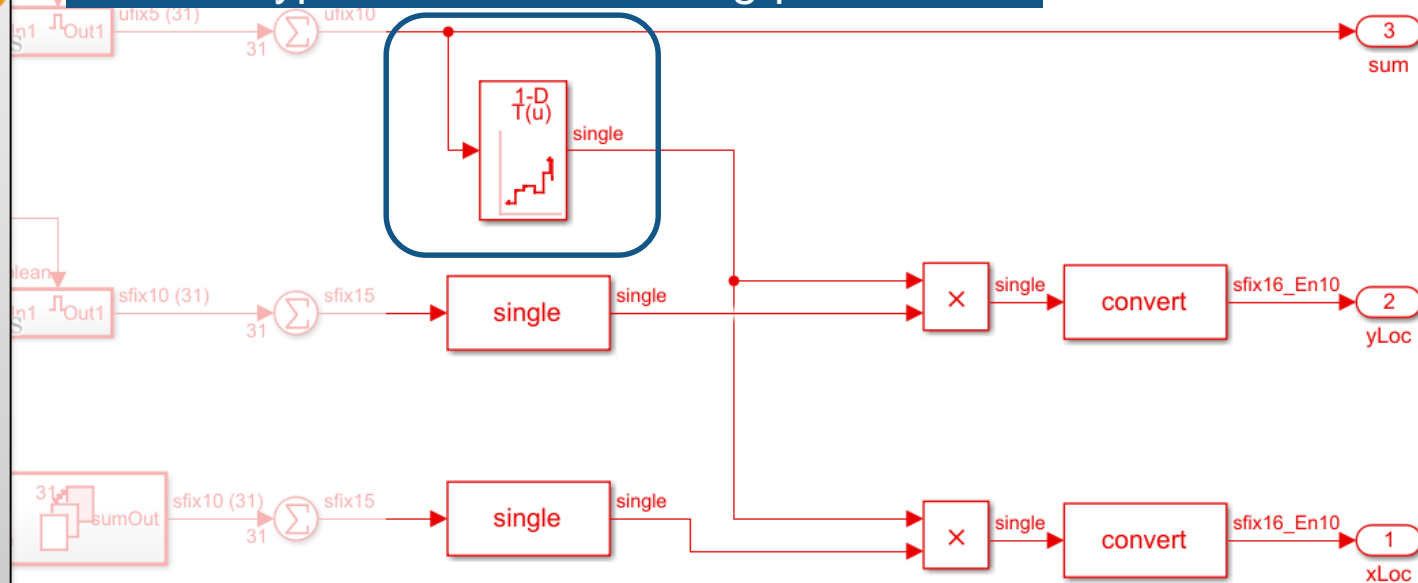 ufix5 (31)
ufix10
In1
Out1
31
3
sum
1-D
T(u)
single
lean
sfix10 (31)
sfix15
In1
Out1
31
single
single
×
single
convert
sfix16_En10
2
yLoc
31
sumOut
sfix10 (31)
sfix15
31
single
single
×
single
convert
sfix16_En10
1
xLoc